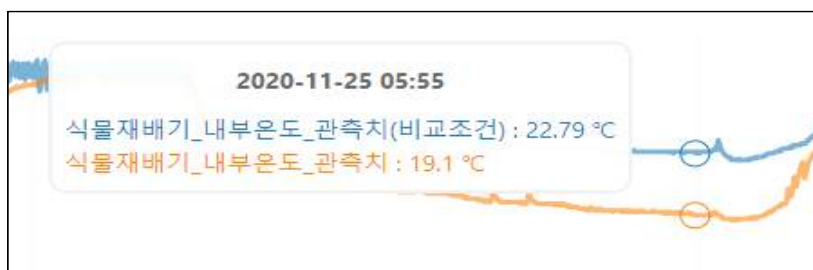 2020-11-25 05:55
식물재배기_내부온도_관측치(비교조건) : 22.79 ℃
식물재배기_내부온도_관측치 : 19.1 ℃